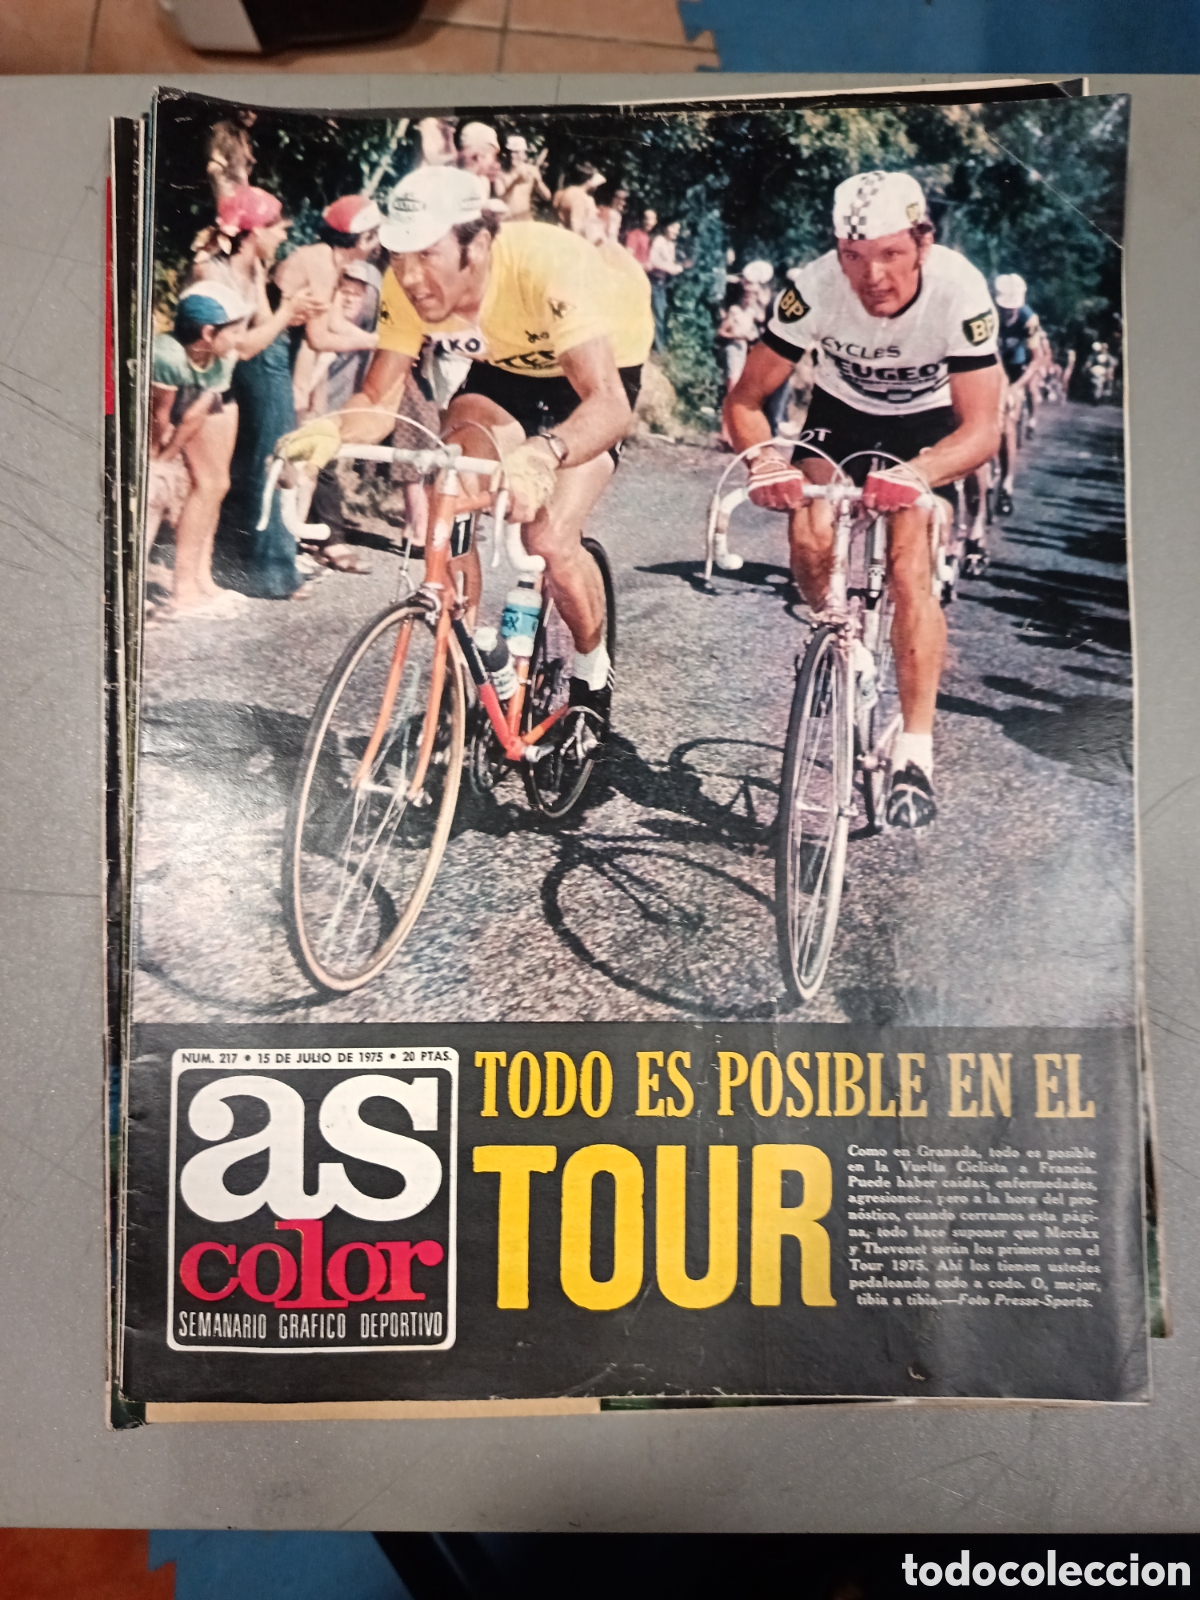 BP
BP
CYCLES
PEUGEOT
NUM. 217 • 15 DE JULIO DE 1975 • 20 PTAS.
as
color
SEMANARIO GRAFICO DEPORTIVO
TODO ES POSIBLE EN EL
TOUR
Como en Granada, todo es posible
en la Vuelta Ciclista a Francia.
Puede haber caídas, enfermedades,
agresiones... pero a la hora del pro-
nóstico, cuando cerramos esta pági-
na, todo hace suponer que Merckx
y Thevenet serán los primeros en el
Tour 1975. Ahí los tienen ustedes
pedaleando codo a codo. O, mejor,
tibia a tibia.—Foto Presse-Sports.
todocoleccion